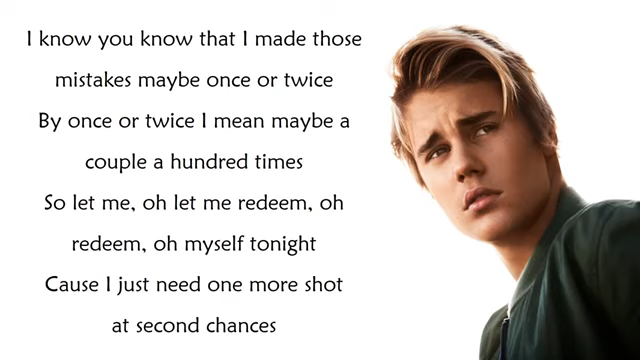 I know you know that I made those
mistakes maybe once or twice
By once or twice I mean maybe a
couple a hundred times
So let me, oh let me redeem, oh
redeem, oh myself tonight
Cause I just need one more shot
at second chances